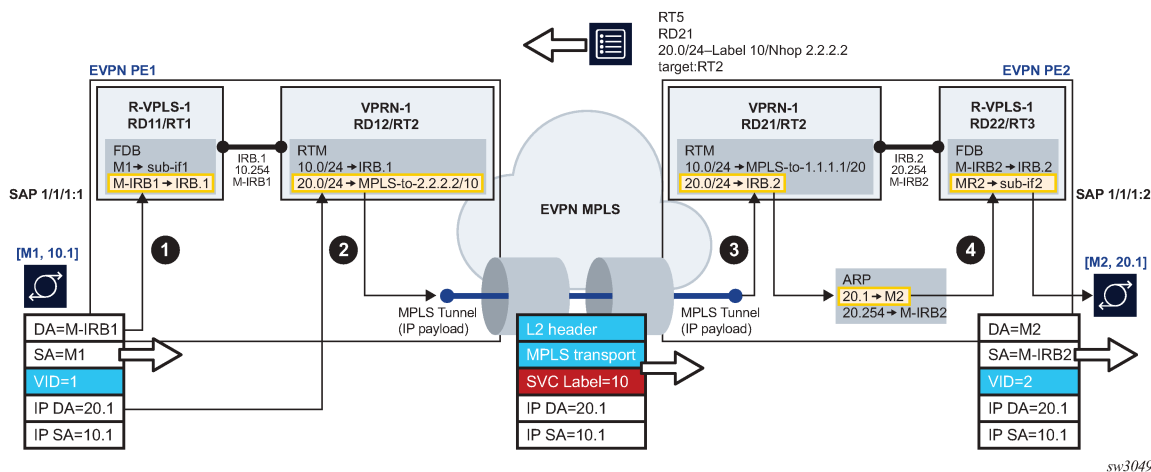 RT5
RD21
20.0/24–Label 10/Nhop 2.2.2.2
target:RT2
EVPN PE1
EVPN PE2
R-VPLS-1
RD11/RT1
FDB
M1→ sub-if1
M-IRB1→ IRB.1
IRB.1
10.254
M-IRB1
VPRN-1
RD12/RT2
RTM
10.0/24 → IRB.1
20.0/24 → MPLS-to-2.2.2.2/10
VPRN-1
RD21/RT2
RTM
10.0/24 → MPLS-to-1.1.1.1/20
20.0/24 → IRB.2
IRB.2
20.254
M-IRB2
R-VPLS-1
RD22/RT3
FDB
M-IRB2→ IRB.2
MR2→ sub-if2
SAP 1/1/1:1
SAP 1/1/1:2
EVPN MPLS
1
2
3
4
[M1, 10.1]
[M2, 20.1]
ARP
20.1→ M2
20.254 → M-IRB2
MPLS Tunnel
(IP payload)
MPLS Tunnel
(IP payload)
DA=M-IRB1
SA=M1
VID=1
IP DA=20.1
IP SA=10.1
L2 header
MPLS transport
SVC Label=10
IP DA=20.1
IP SA=10.1
DA=M2
SA=M-IRB2
VID=2
IP DA=20.1
IP SA=10.1
sw3049